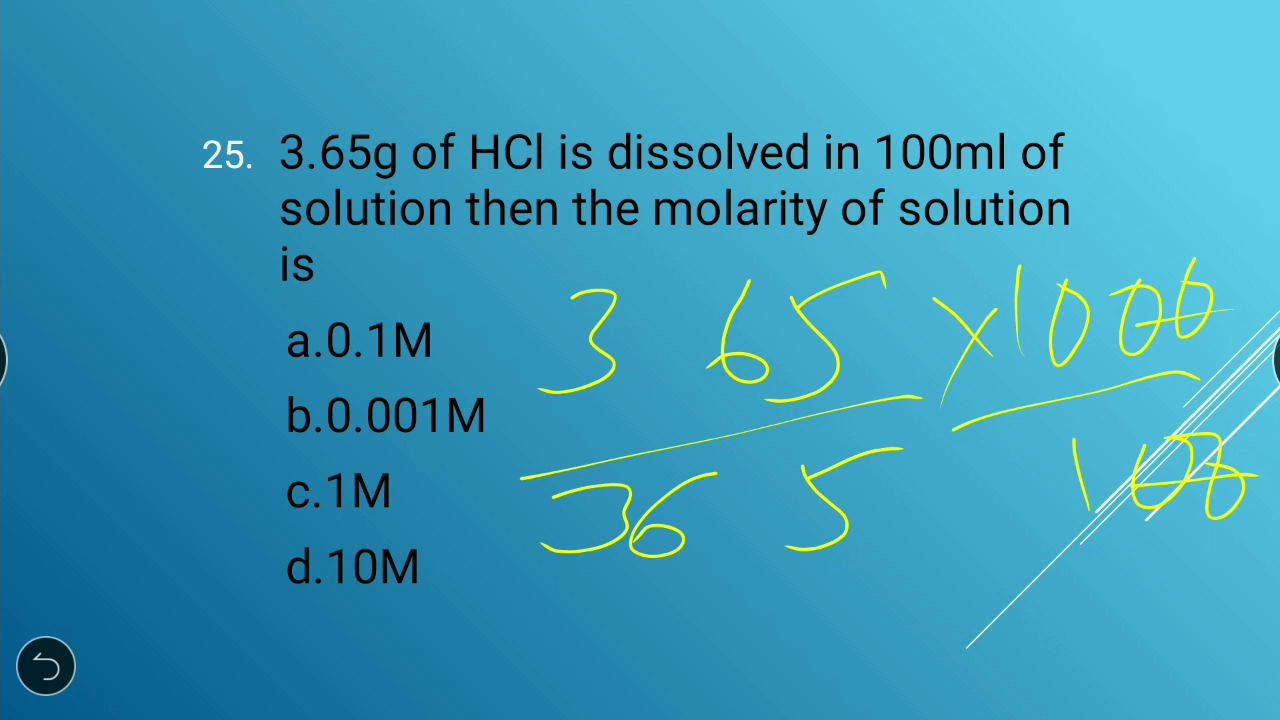 25. 3.65g of HCl is dissolved in 100ml of
solution then the molarity of solution
is
a.0.1M
b.0.001M
c.1M
d.10M
3 65 × 1000
36 5 100